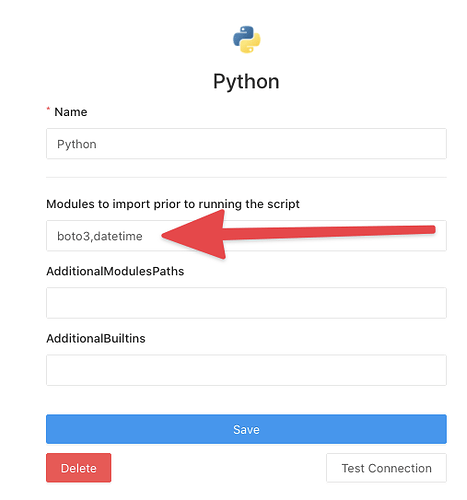 Python
* Name
Python
Modules to import prior to running the script
boto3,datetime
AdditionalModulesPaths
AdditionalBuiltins
Save
Delete
Test Connection